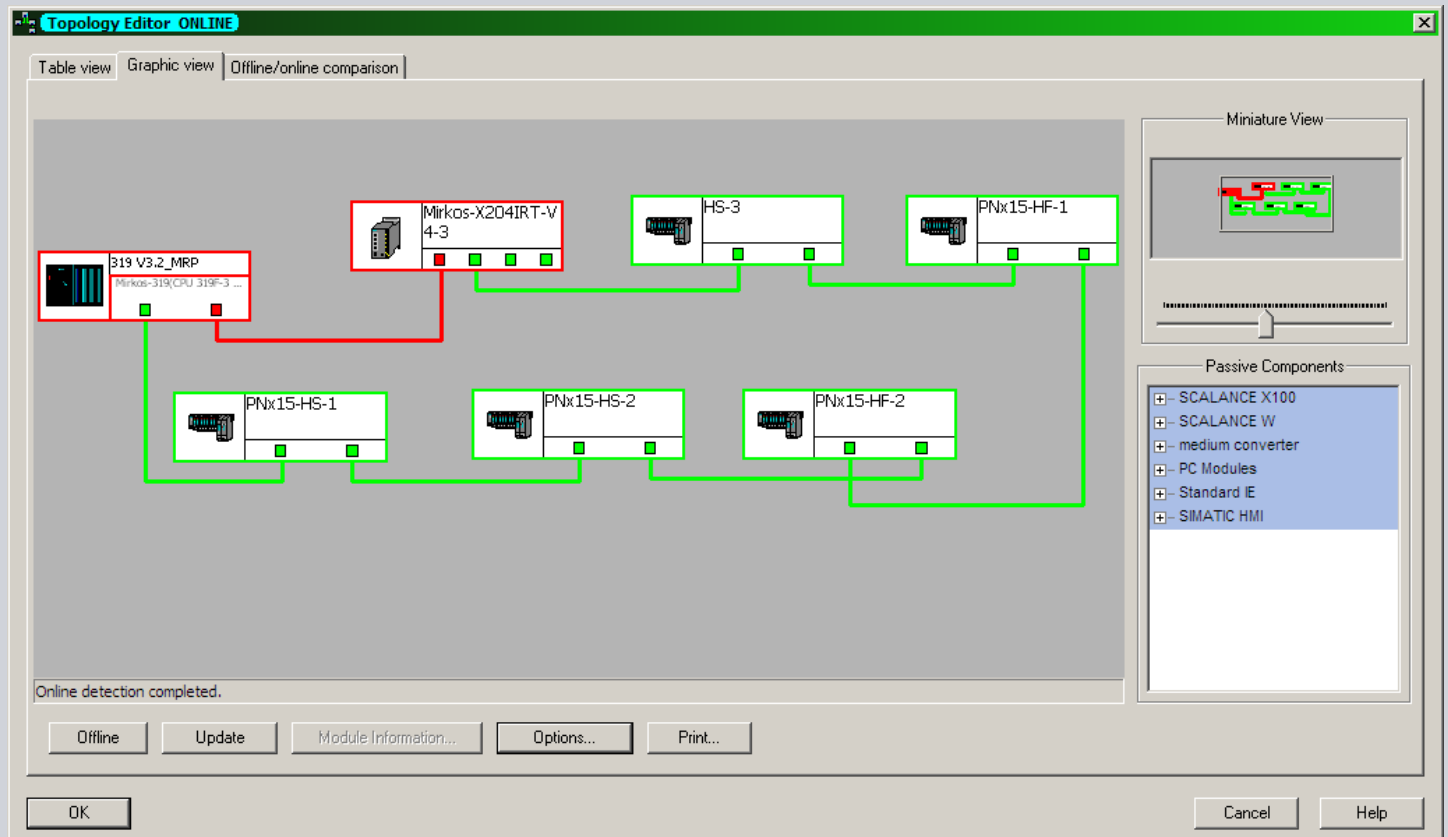 Topology Editor ONLINE
Table view Graphic view Offline/online comparison
Miniature View
Mirkos-X204IRT-V
4-3
HS-3
PNx15-HF-1
319 V3.2_MRP
Mirkos-319(CPU 319F-3 ...
PNx15-HS-1
PNx15-HS-2
PNx15-HF-2
Passive Components
SCALANCE X100
SCALANCE W
medium converter
PC Modules
Standard IE
SIMATIC HMI
Online detection completed.
Offline Update Module Information... Options... Print...
OK Cancel Help